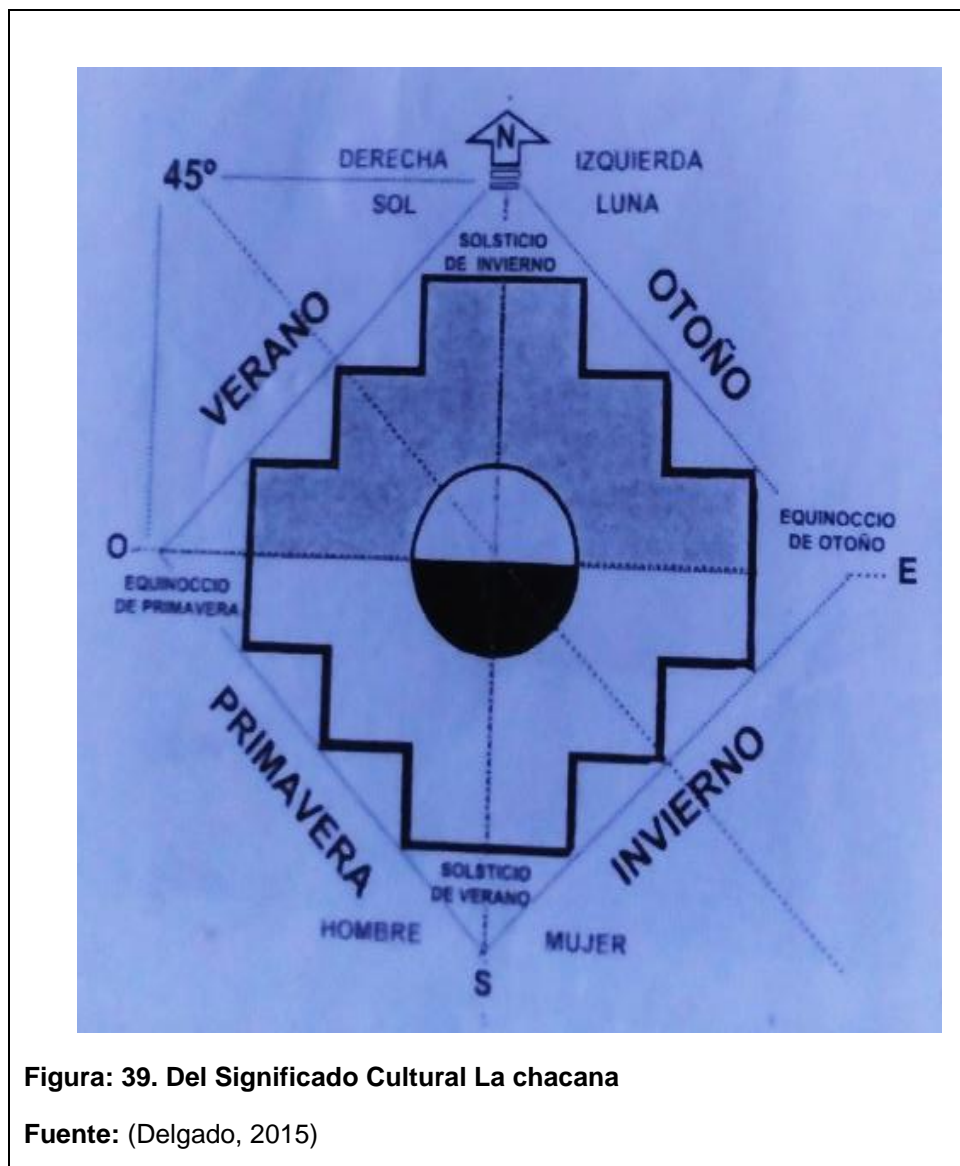 N
DERECHA
IZQUIERDA
45º
SOL
LUNA
SOLSTICIO
DE INVIERNO
VERANO
OTOÑO
EQUINOCCIO
DE OTOÑO
O
E
EQUINOCCIO
DE PRIMAVERA
PRIMAVERA
INVIERNO
SOLSTICIO
DE VERANO
HOMBRE
MUJER
S
Figura: 39. Del Significado Cultural La chacana
Fuente: (Delgado, 2015)